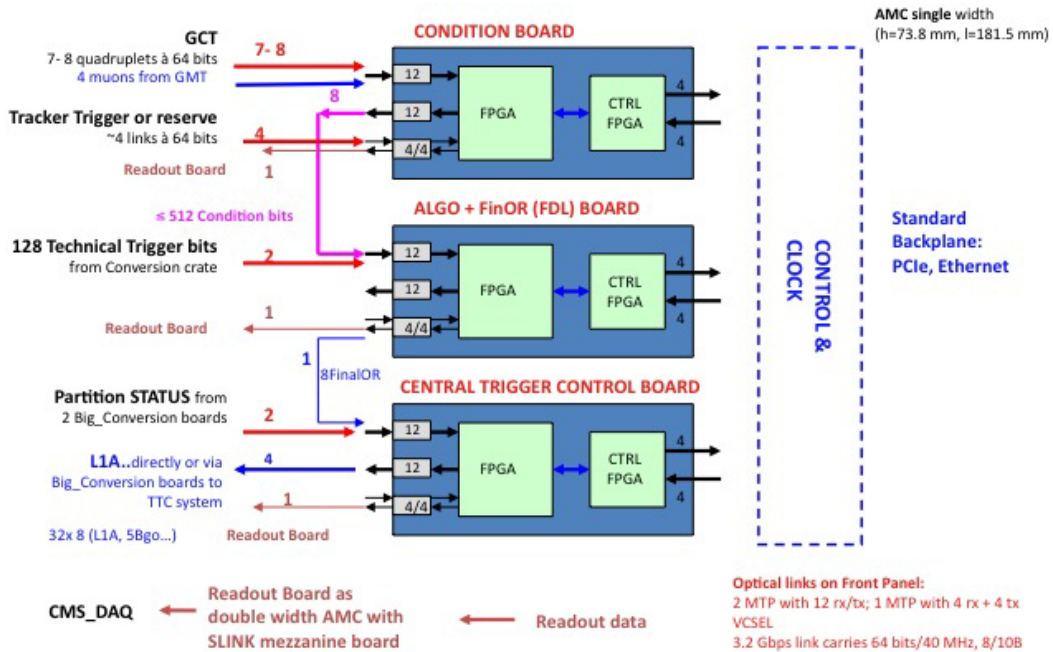 GCT
7- 8 quadruplets à 64 bits
4 muons from GMT
7- 8
8
Tracker Trigger or reserve
~4 links à 64 bits
4
Readout Board
1
≤ 512 Condition bits
CONDITION BOARD
12
12
4/4
FPGA
CTRL
FPGA
4
4
128 Technical Trigger bits
from Conversion crate
2
Readout Board
1
ALGO + FinOR (FDL) BOARD
12
12
4/4
FPGA
CTRL
FPGA
4
4
1
8FinalOR
Partition STATUS from
2 Big_Conversion boards
2
L1A..directly or via
Big_Conversion boards to
TTC system
4
32x 8 (L1A, 5Bgo...)
Readout Board
1
CENTRAL TRIGGER CONTROL BOARD
12
12
4/4
FPGA
CTRL
FPGA
4
4
CONTROL &
CLOCK
AMC single width
(h=73.8 mm, l=181.5 mm)
Standard
Backplane:
PCIe, Ethernet
CMS_DAQ
Readout Board as
double width AMC with
SLINK mezzanine board
Readout data
Optical links on Front Panel:
2 MTP with 12 rx/tx; 1 MTP with 4 rx + 4 tx
VCSEL
3.2 Gbps link carries 64 bits/40 MHz, 8/10B